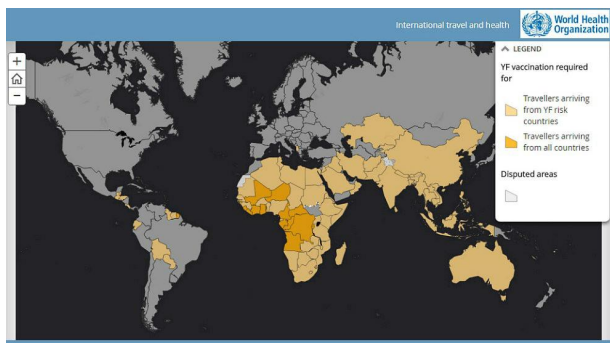 International travel and health
World Health
Organization
LEGEND
YF vaccination required
for
Travellers arriving
from YF risk
countries
Travellers arriving
from all countries
Disputed areas
+
−